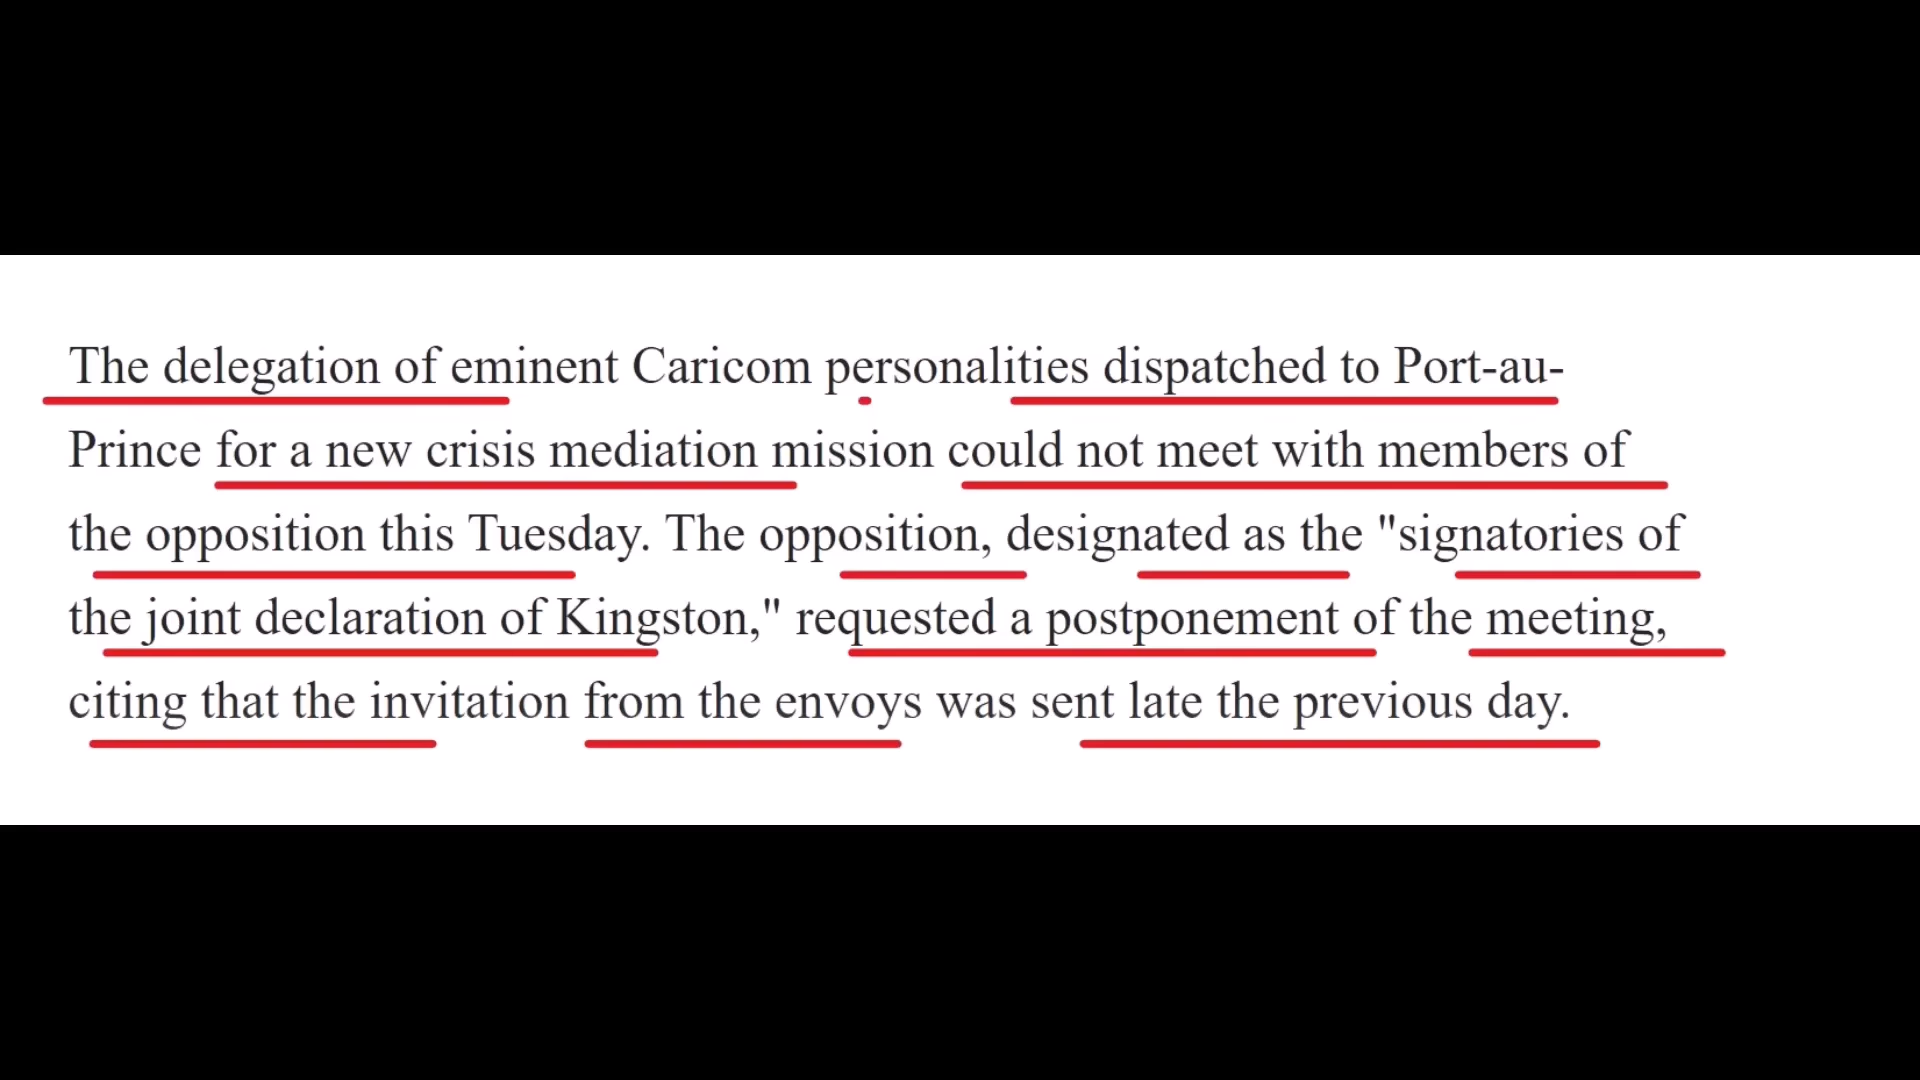 The delegation of eminent Caricom personalities dispatched to Port-au-
Prince for a new crisis mediation mission could not meet with members of
the opposition this Tuesday. The opposition, designated as the "signatories of
the joint declaration of Kingston," requested a postponement of the meeting,
citing that the invitation from the envoys was sent late the previous day.